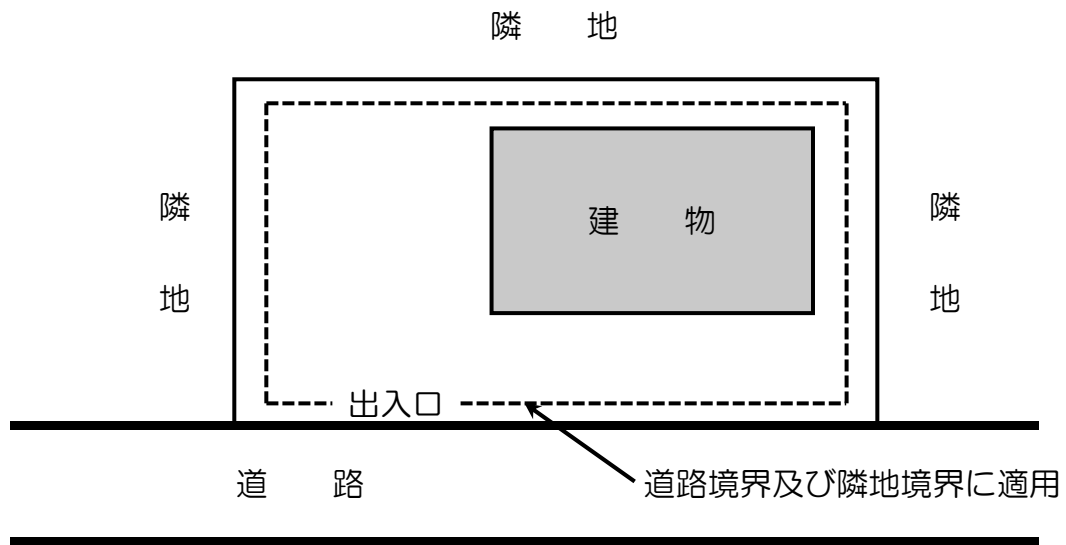 隣　地
隣　地
建　物
隣　地
出入口
道　路
道路境界及び隣地境界に適用